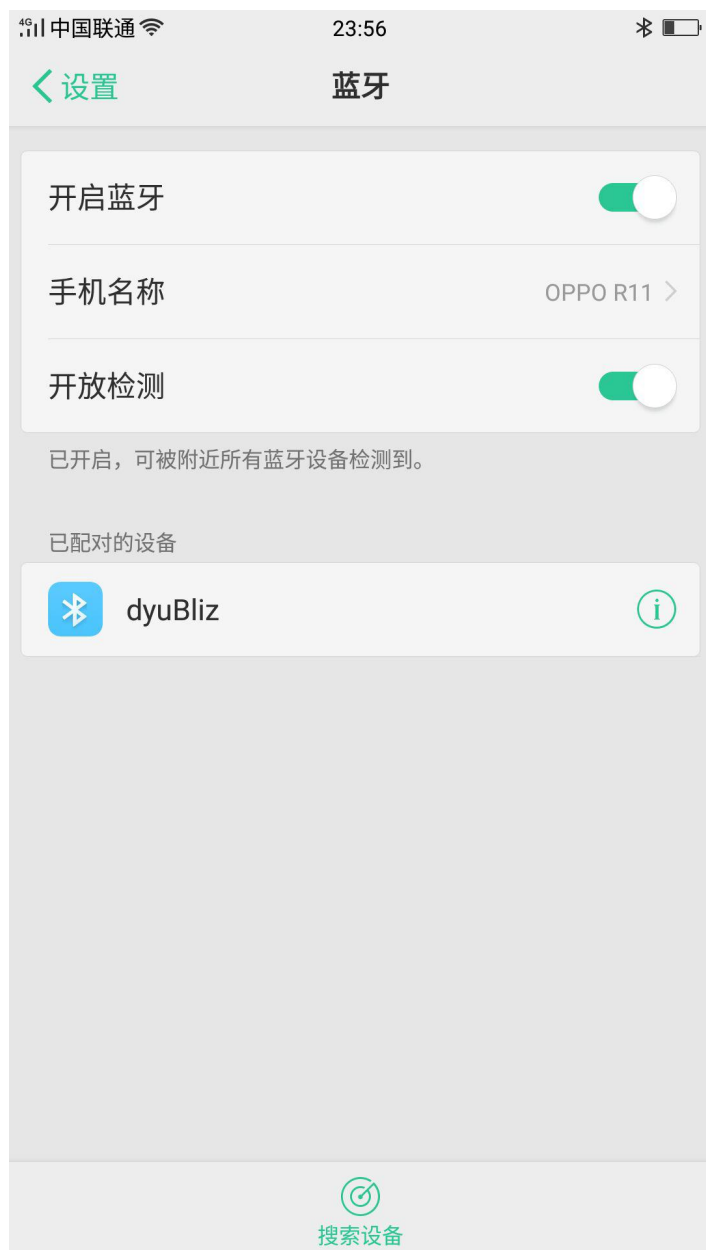 4G 中国联通 23:56
设置 蓝牙
开启蓝牙
手机名称 OPPO R11
开放检测
已开启，可被附近所有蓝牙设备检测到。
已配对的设备
dyuBliz
搜索设备